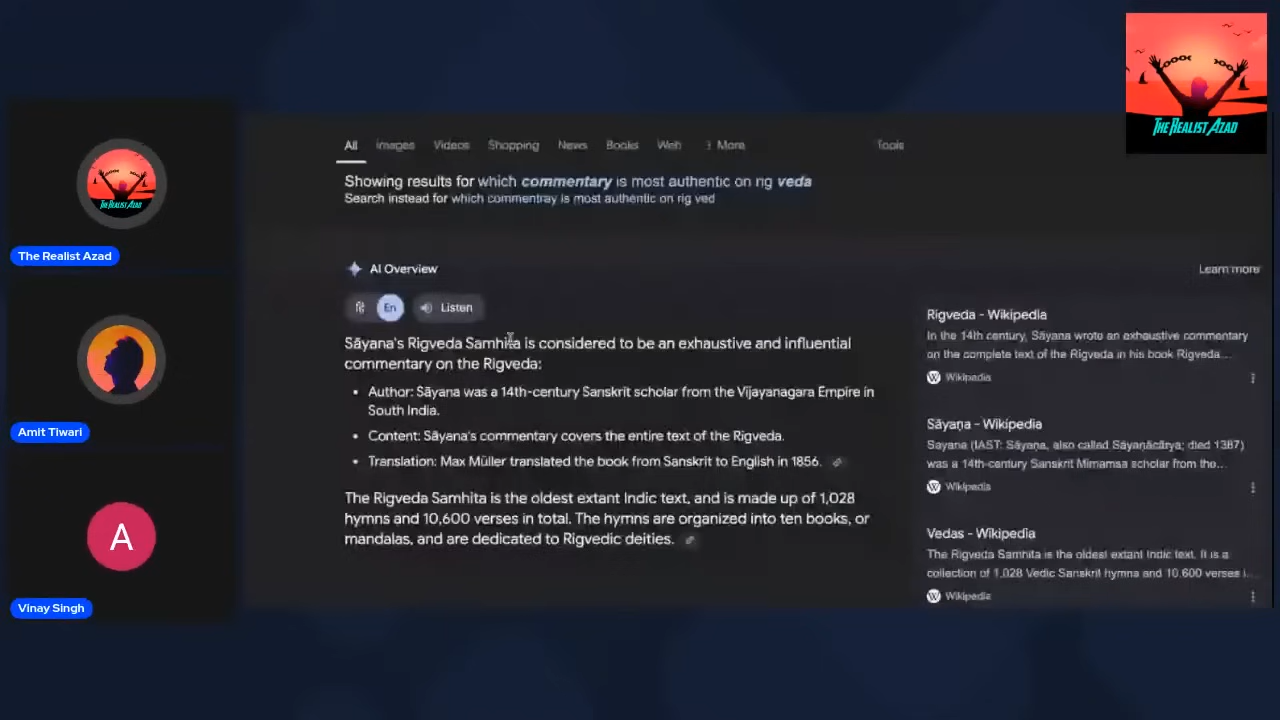 THE REALIST AZAD
THE REALIST AZAD
The Realist Azad
Amit Tiwari
A
Vinay Singh
All Images Videos Shopping News Books Web More Tools
Showing results for which commentary is most authentic on rig veda
Search instead for which commentray is most authentic on rig ved
AI Overview
Learn more
En Listen
Sāyana's Rigveda Samhita is considered to be an exhaustive and influential
commentary on the Rigveda:
• Author: Sāyana was a 14th-century Sanskrit scholar from the Vijayanagara Empire in
South India.
• Content: Sāyana's commentary covers the entire text of the Rigveda.
• Translation: Max Müller translated the book from Sanskrit to English in 1856.
The Rigveda Samhita is the oldest extant Indic text, and is made up of 1,028
hymns and 10,600 verses in total. The hymns are organized into ten books, or
mandalas, and are dedicated to Rigvedic deities.
Rigveda - Wikipedia
In the 14th century, Sāyana wrote an exhaustive commentary
on the complete text of the Rigveda in his book Rigveda...
W Wikipedia
Sāyaṇa - Wikipedia
Sayana (IAST: Sāyaṇa, also called Sāyaṇācārya; died 1387)
was a 14th-century Sanskrit Mimamsa scholar from the...
W Wikipedia
Vedas - Wikipedia
The Rigveda Samhita is the oldest extant Indic text. It is a
collection of 1,028 Vedic Sanskrit hymns and 10,600 verses i...
W Wikipedia